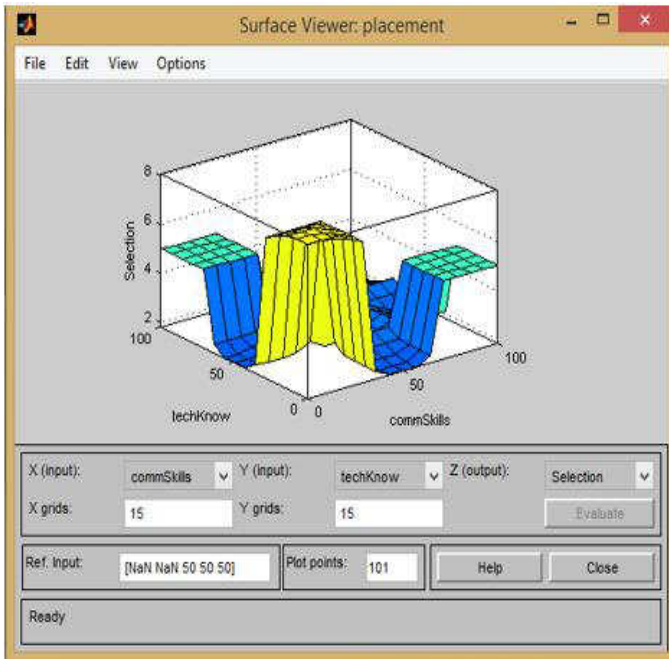 Surface Viewer: placement
File Edit View Options
8
6
4
2
Selection
100
50
0
techKnow
0
50
100
commSkills
X (input): commSkills Y (input): techKnow Z (output): Selection
X grids: 15 Y grids: 15 Evaluate
Ref. Input: [NaN NaN 50 50 50] Plot points: 101 Help Close
Ready